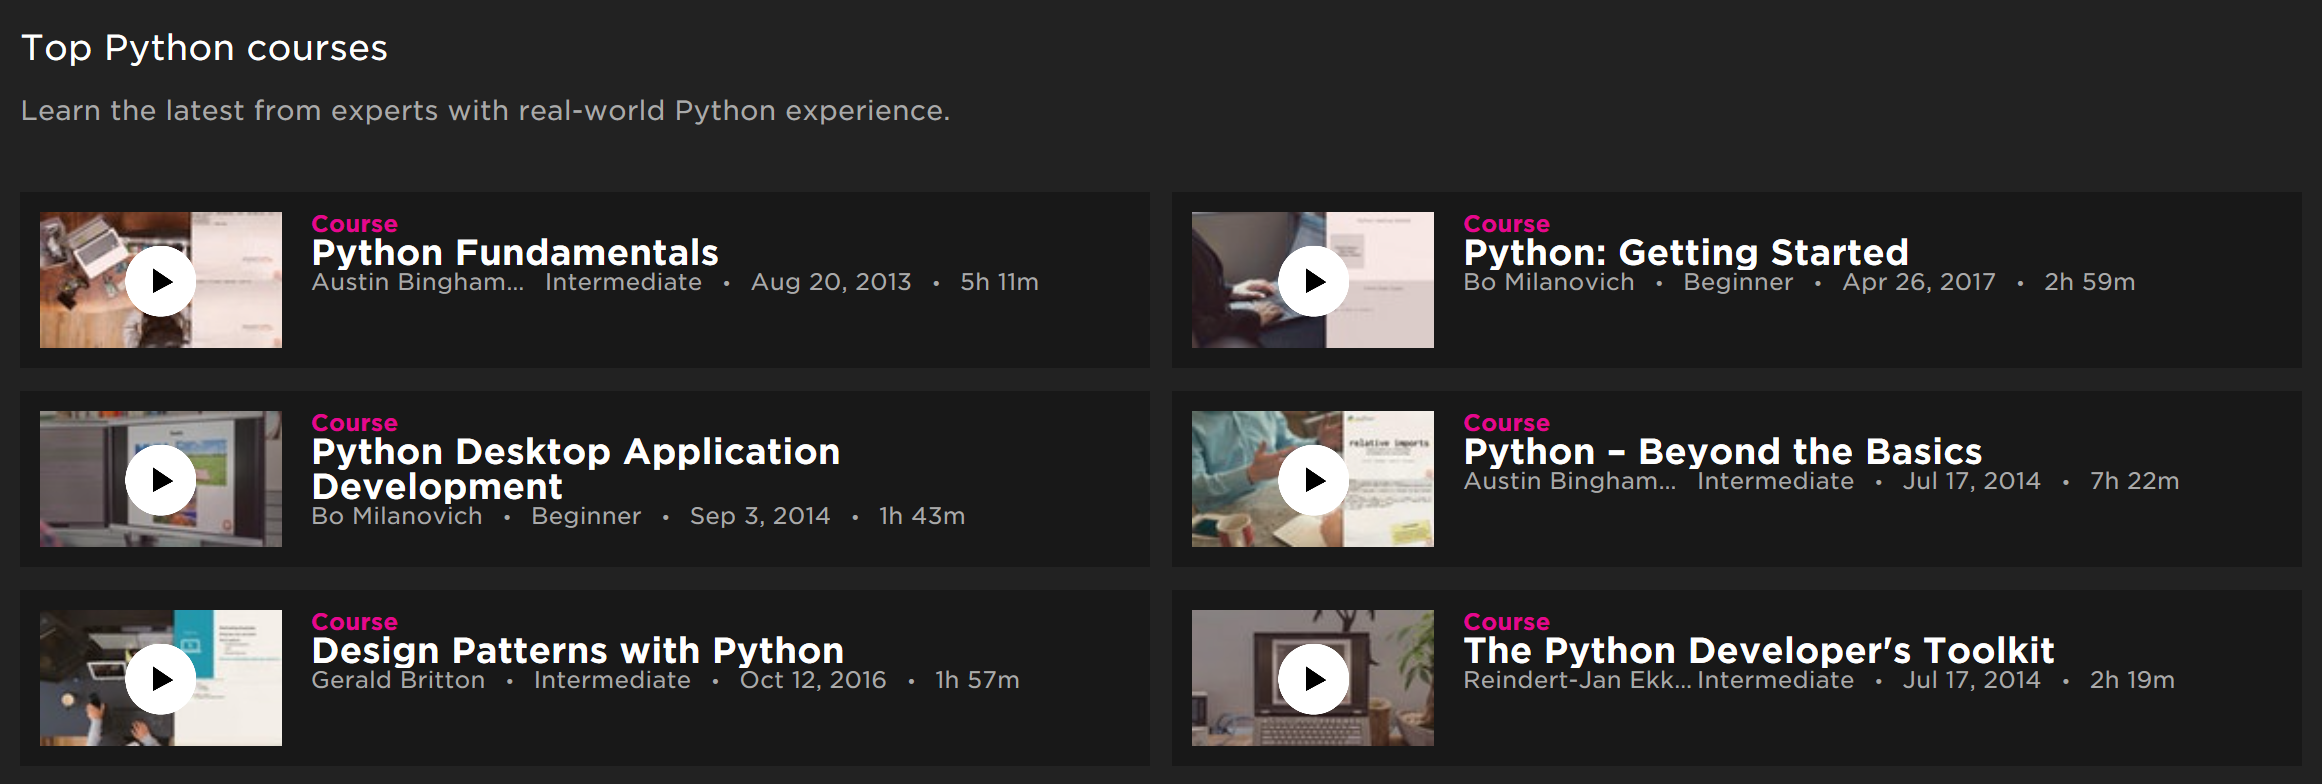 Top Python courses
Learn the latest from experts with real-world Python experience.
Course
Python Fundamentals
Austin Bingham... Intermediate • Aug 20, 2013 • 5h 11m
Course
Python: Getting Started
Bo Milanovich • Beginner • Apr 26, 2017 • 2h 59m
Course
Python Desktop Application
Development
Bo Milanovich • Beginner • Sep 3, 2014 • 1h 43m
relative imports
Course
Python – Beyond the Basics
Austin Bingham... Intermediate • Jul 17, 2014 • 7h 22m
Course
Design Patterns with Python
Gerald Britton • Intermediate • Oct 12, 2016 • 1h 57m
Course
The Python Developer's Toolkit
Reindert-Jan Ekk... Intermediate • Jul 17, 2014 • 2h 19m